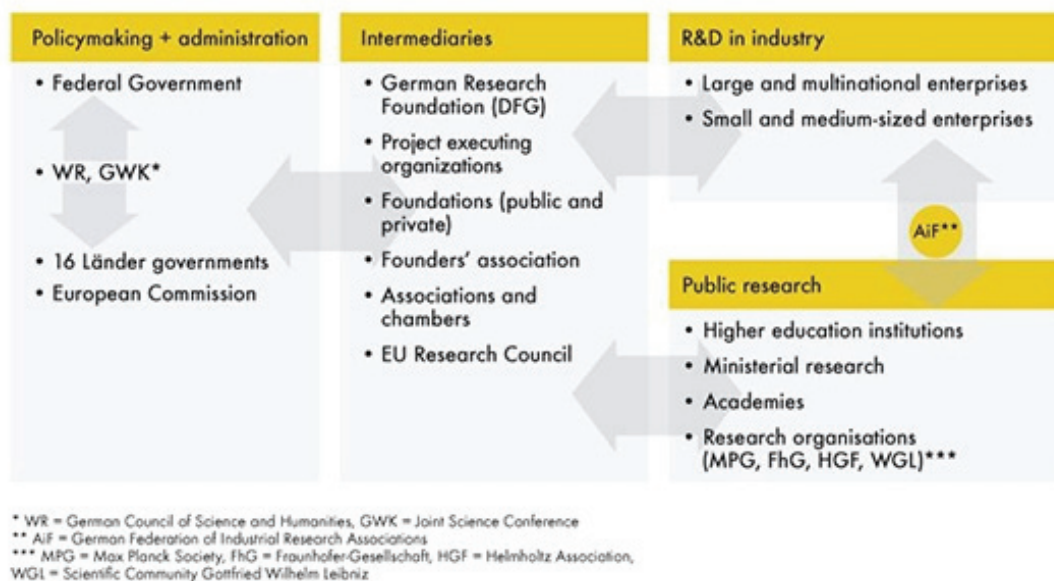 Policymaking + administration
• Federal Government
• WR, GWK*
• 16 Länder governments
• European Commission
Intermediaries
• German Research
Foundation (DFG)
• Project executing
organizations
• Foundations (public and
private)
• Founders' association
• Associations and
chambers
• EU Research Council
R&D in industry
• Large and multinational enterprises
• Small and medium-sized enterprises
AiF**
Public research
• Higher education institutions
• Ministerial research
• Academies
• Research organisations
(MPG, FhG, HGF, WGL)***
* WR = German Council of Science and Humanities, GWK = Joint Science Conference
** AiF = German Federation of Industrial Research Associations
*** MPG = Max Planck Society, FhG = Fraunhofer-Gesellschaft, HGF = Helmholtz Association,
WGL = Scientific Community Gottfried Wilhelm Leibniz